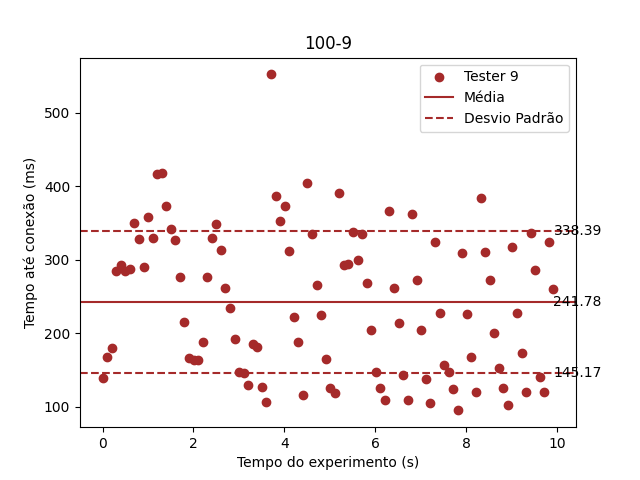 100-9
Tester 9
Média
Desvio Padrão
Tempo até conexão (ms)
500
400
300
200
100
338.39
241.78
145.17
0 2 4 6 8 10
Tempo do experimento (s)